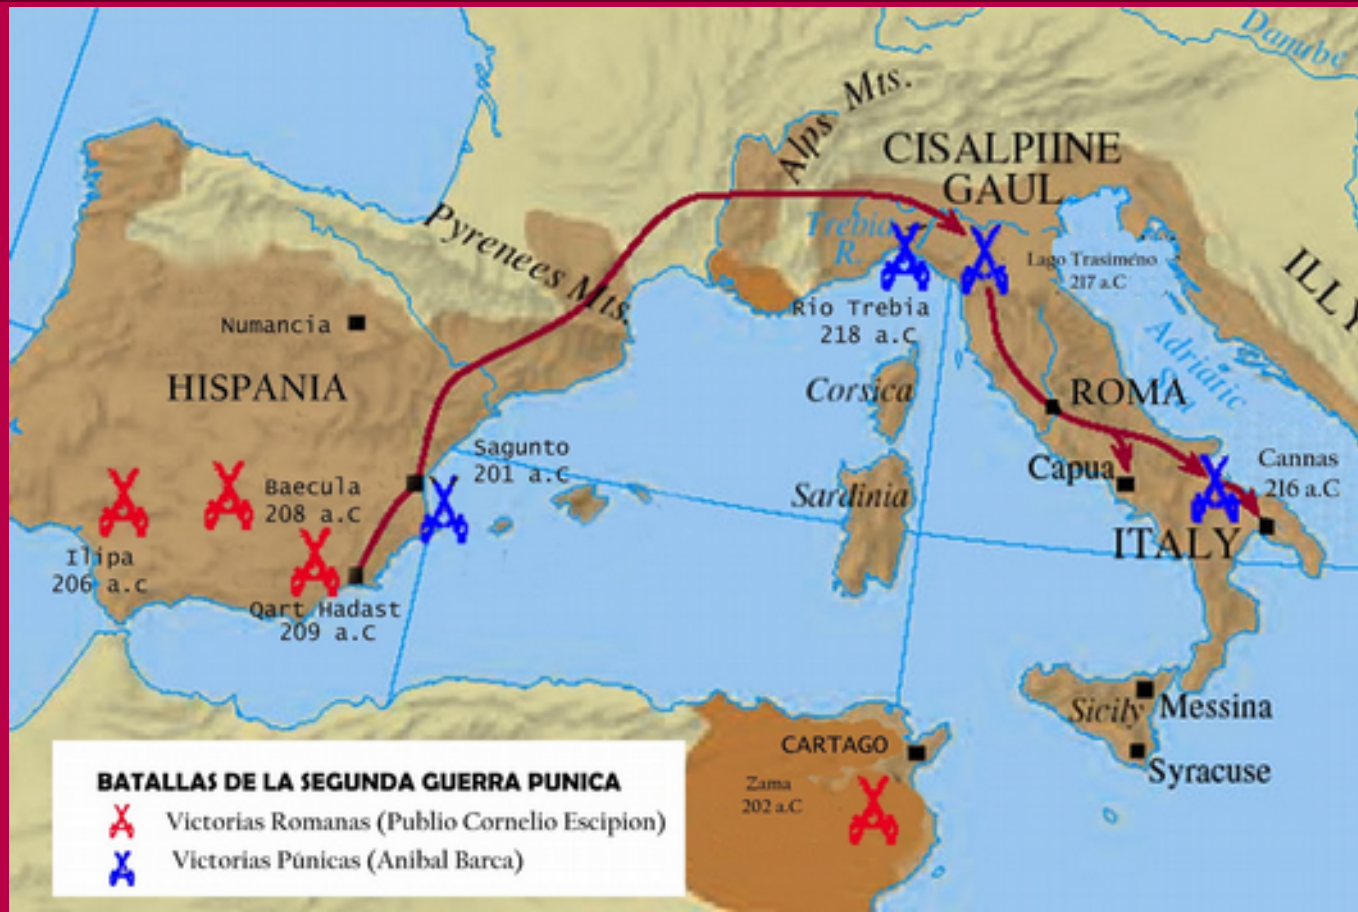 Danube
Alps Mts.
CISALPIINE
GAUL
Pyrenees Mts.
Trebia
R.
Lago Trasiméno
217 a.C
ILLY
Rio Trebia
218 a.C
Numancia
Adriatic
Sea
HISPANIA
Corsica
ROMA
Sagunto
201 a.C
Capua
Cannas
216 a.C
Baecula
208 a.C
Sardinia
ITALY
Ilipa
206 a.c
Qart Hadast
209 a.C
Sicily
Messina
CARTAGO
Syracuse
Zama
202 a.C
BATALLAS DE LA SEGUNDA GUERRA PUNICA
Victorias Romanas (Publio Cornelio Escipion)
Victorias Púnicas (Anibal Barca)